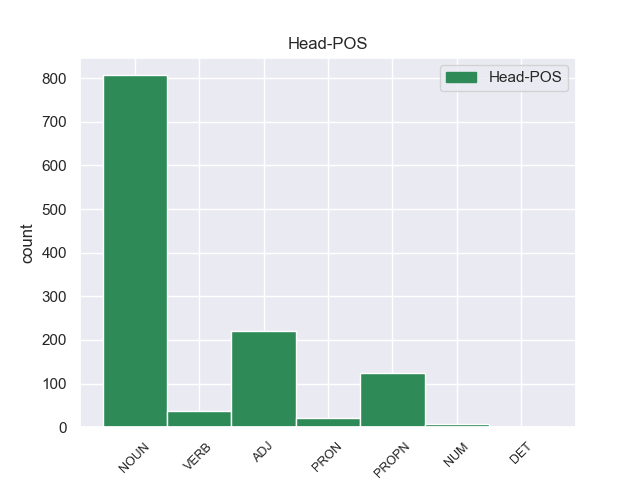 Head-POS
Head-POS
count
800
700
600
500
400
300
200
100
0
NOUN
VERB
ADJ
PRON
PROPN
NUM
DET